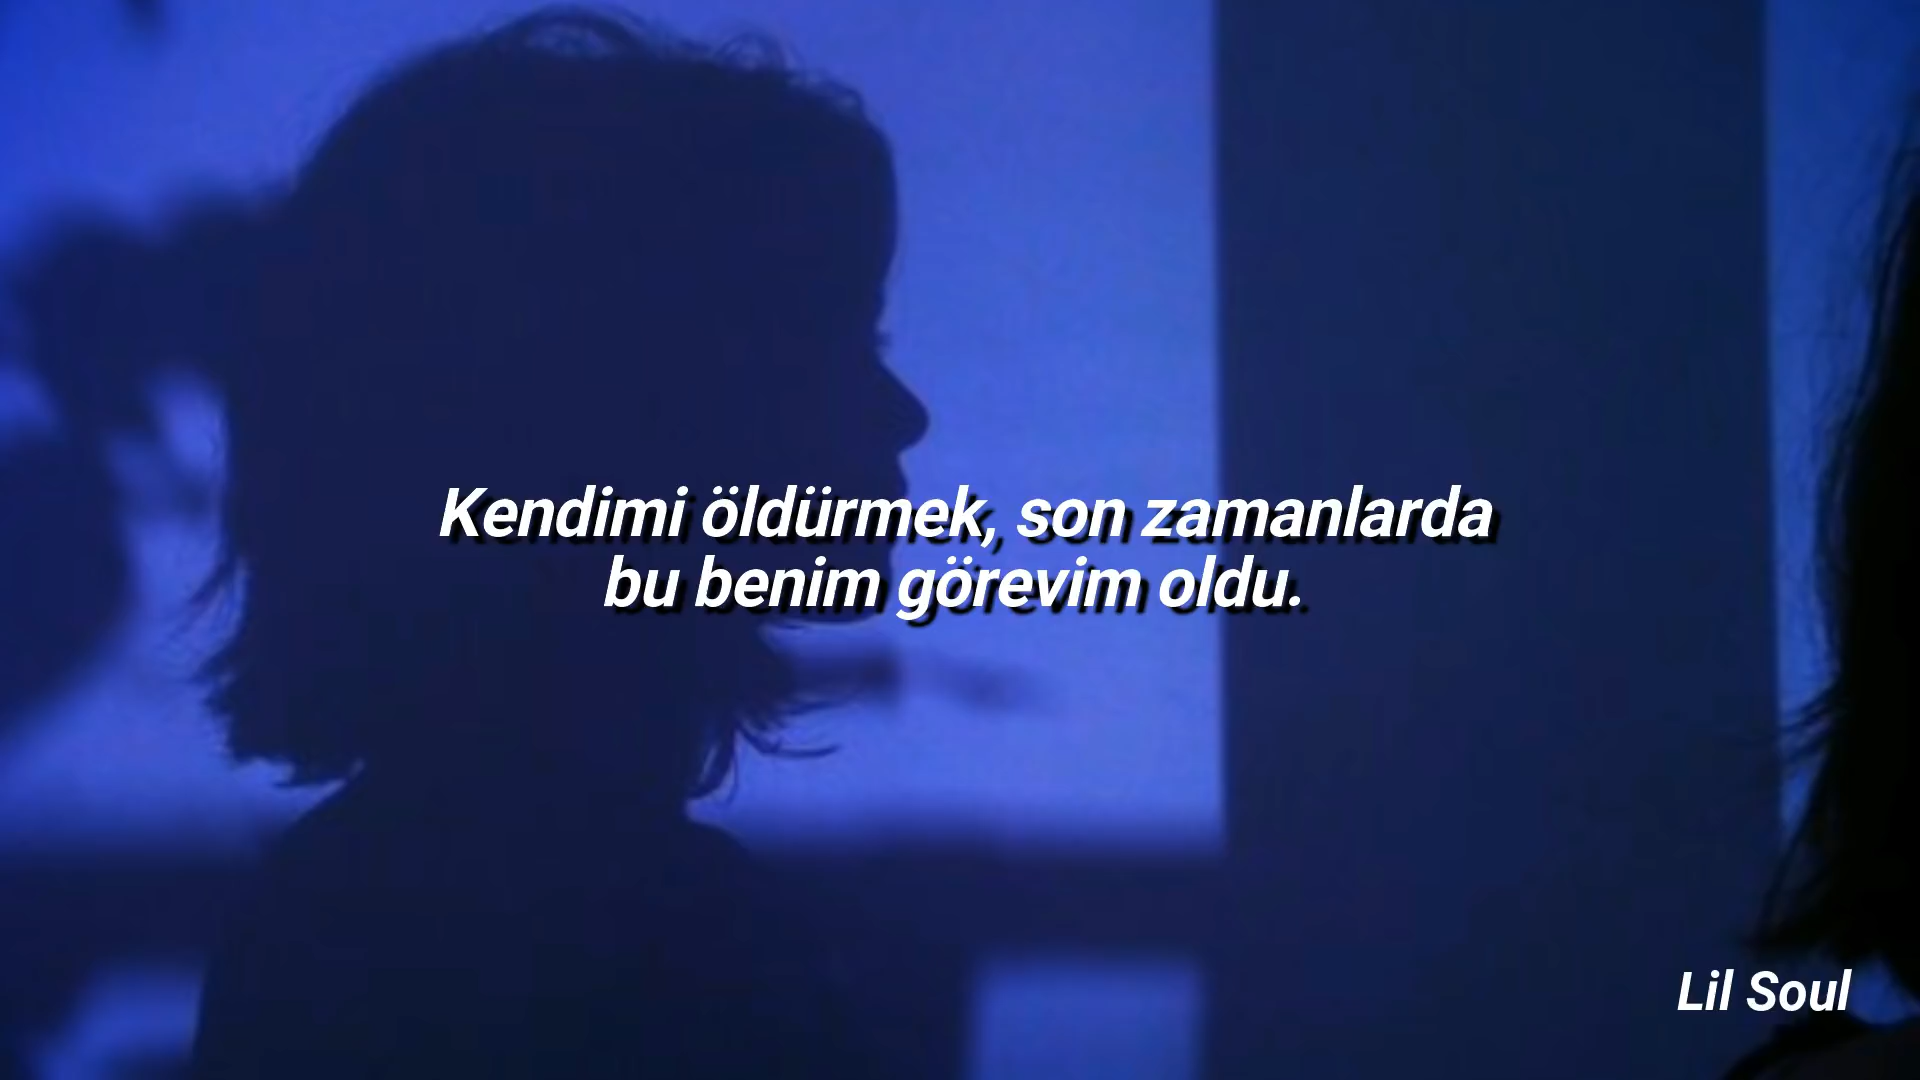 Kendimi öldürmek, son zamanlarda
bu benim görevim oldu.
Lil Soul